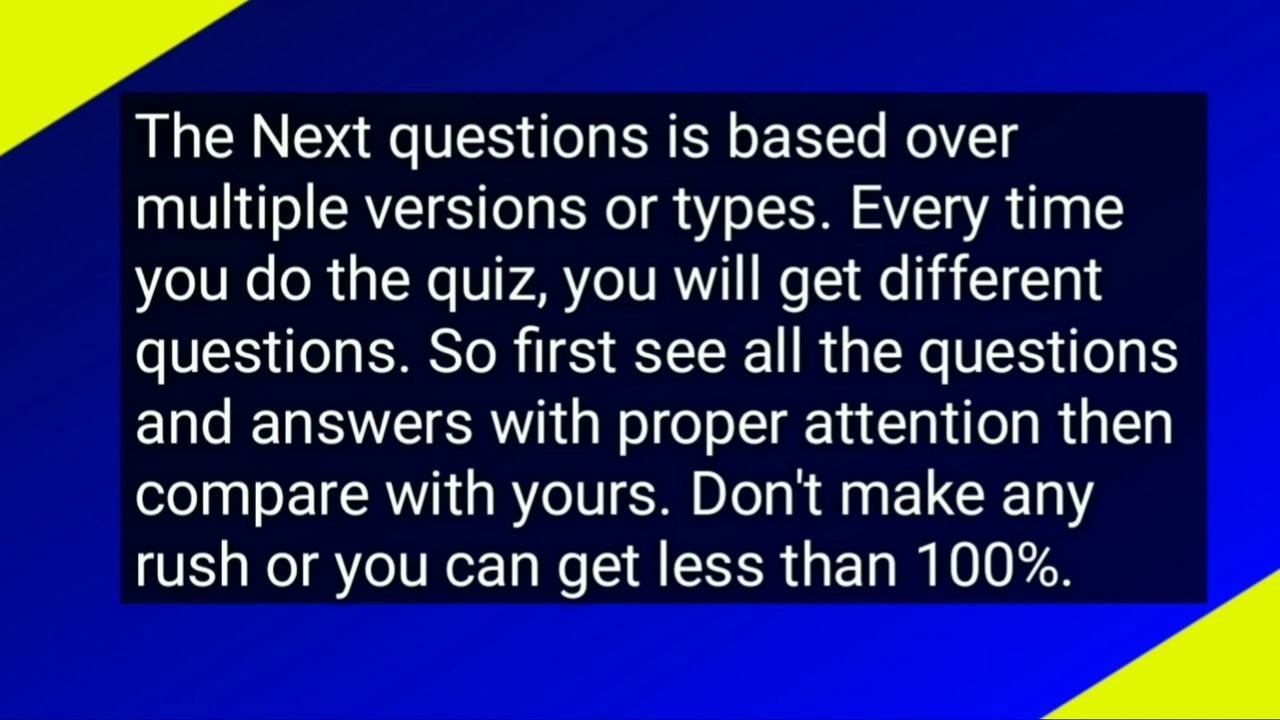 The Next questions is based over
multiple versions or types. Every time
you do the quiz, you will get different
questions. So first see all the questions
and answers with proper attention then
compare with yours. Don't make any
rush or you can get less than 100%.